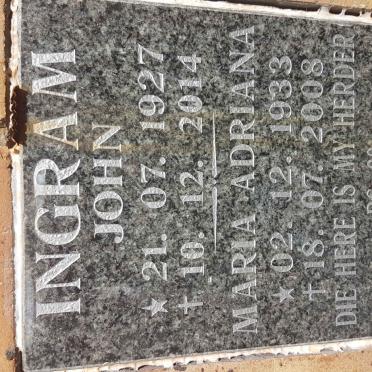 INGRAM
JOHN
★ 21. 07. 1927
† 10. 12. 2014
MARIA ADRIANA
★ 02. 12. 1933
† 18. 07. 2008
DIE HERE IS MY HERDER